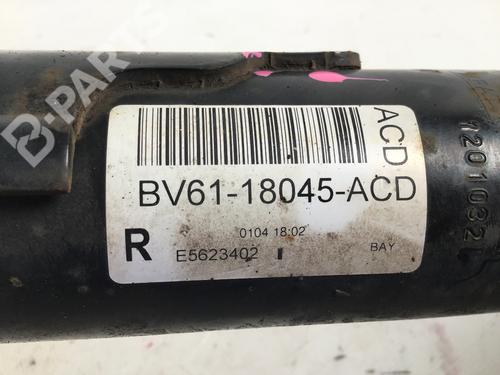 B-PARTS
ACD
BV61-18045-ACD
R
0104 18:02
E5623402
BAY
1201032